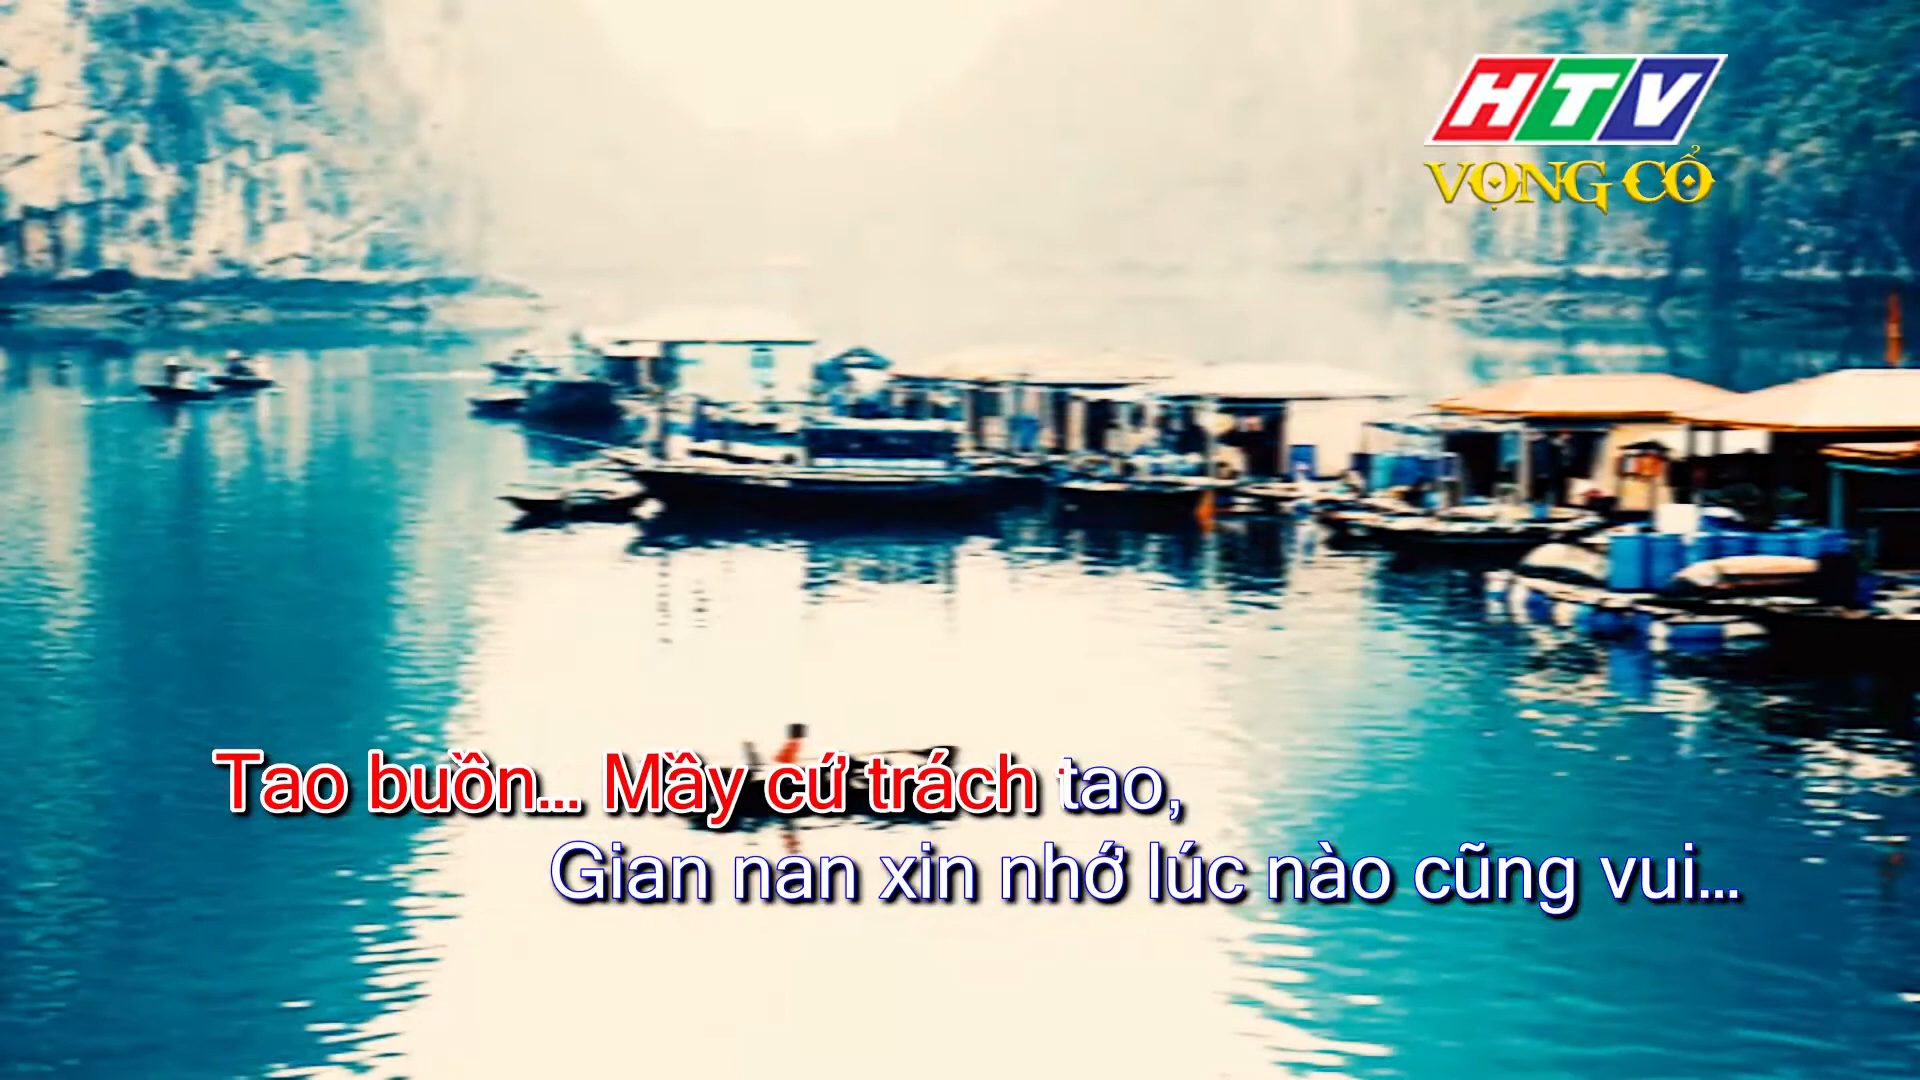 HTV
VỌNG CỔ
Tao buồn... Mầy cứ trách tao,
Gian nan xin nhớ lúc nào cũng vui...